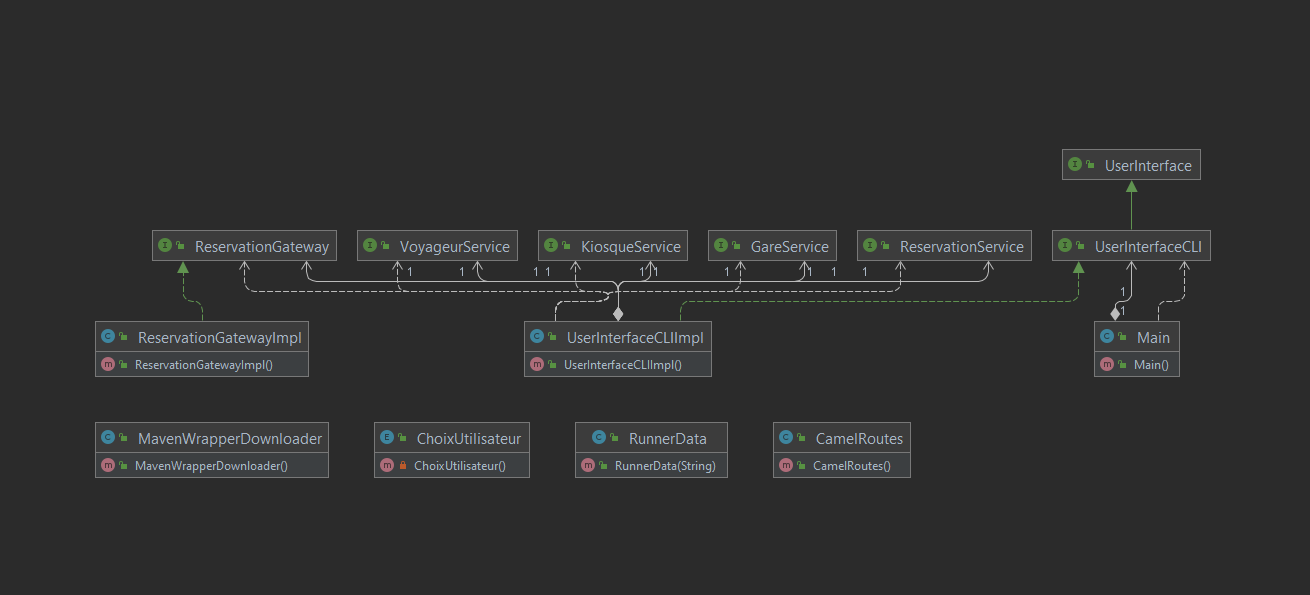 UserInterface
ReservationGateway
VoyageurService
KiosqueService
GareService
ReservationService
UserInterfaceCLI
1 1 1 1 1 1 1 1 1 1
1
1
ReservationGatewayImpl
ReservationGatewayImpl()
UserInterfaceCLIImpl
UserInterfaceCLIImpl()
Main
Main()
MavenWrapperDownloader
MavenWrapperDownloader()
ChoixUtilisateur
ChoixUtilisateur()
RunnerData
RunnerData(String)
CamelRoutes
CamelRoutes()